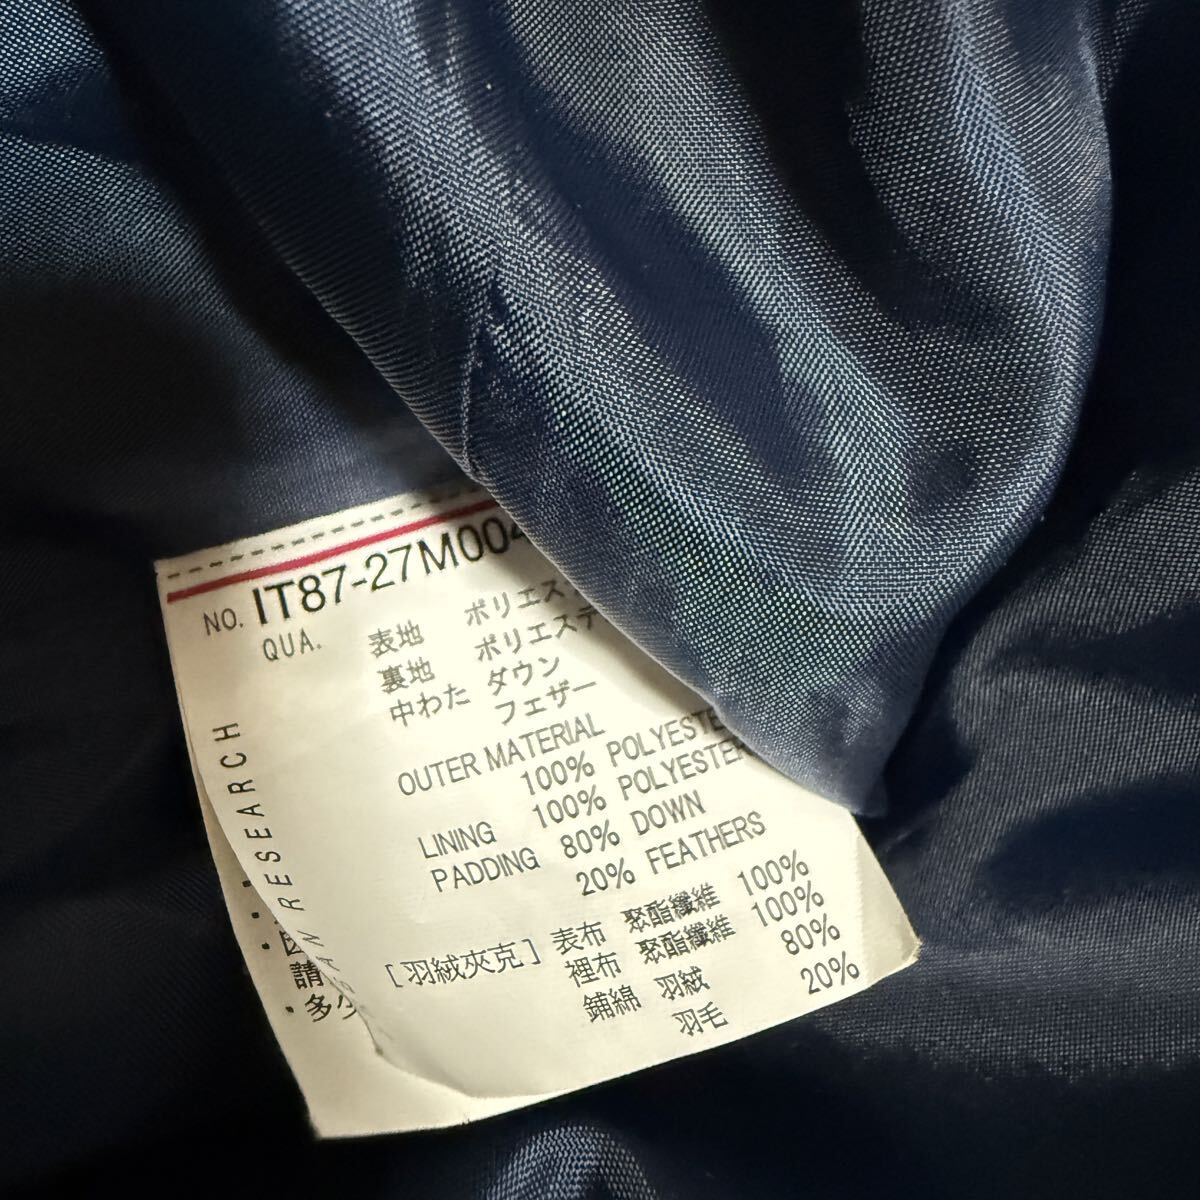 NO. IT87-27M004
QUA.
表地 ポリエス
裏地 ポリエステ
中わた ダウン
フェザー
OUTER MATERIAL
100% POLYESTE
LINING 100% POLYESTER
PADDING 80% DOWN
20% FEATHERS
[羽絨夾克] 表布 聚酯纖維 100%
裡布 聚酯纖維 100%
鋪綿 羽絨 80%
羽毛 20%
AN RESEARCH
請
・多少